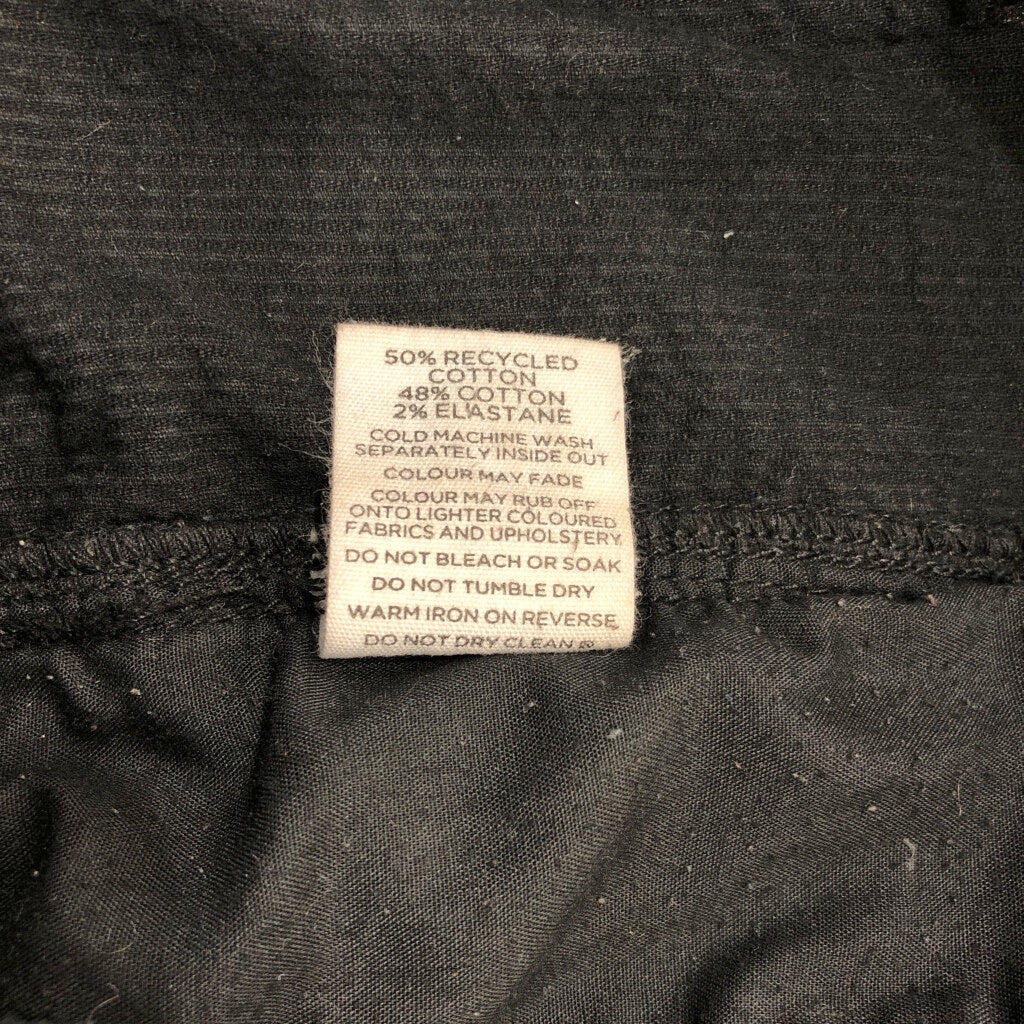 50% RECYCLED
COTTON
48% COTTON
2% ELASTANE
COLD MACHINE WASH
SEPARATELY INSIDE OUT
COLOUR MAY FADE
COLOUR MAY RUB OFF
ONTO LIGHTER COLOURED
FABRICS AND UPHOLSTERY
DO NOT BLEACH OR SOAK
DO NOT TUMBLE DRY
WARM IRON ON REVERSE
DO NOT DRY CLEAN